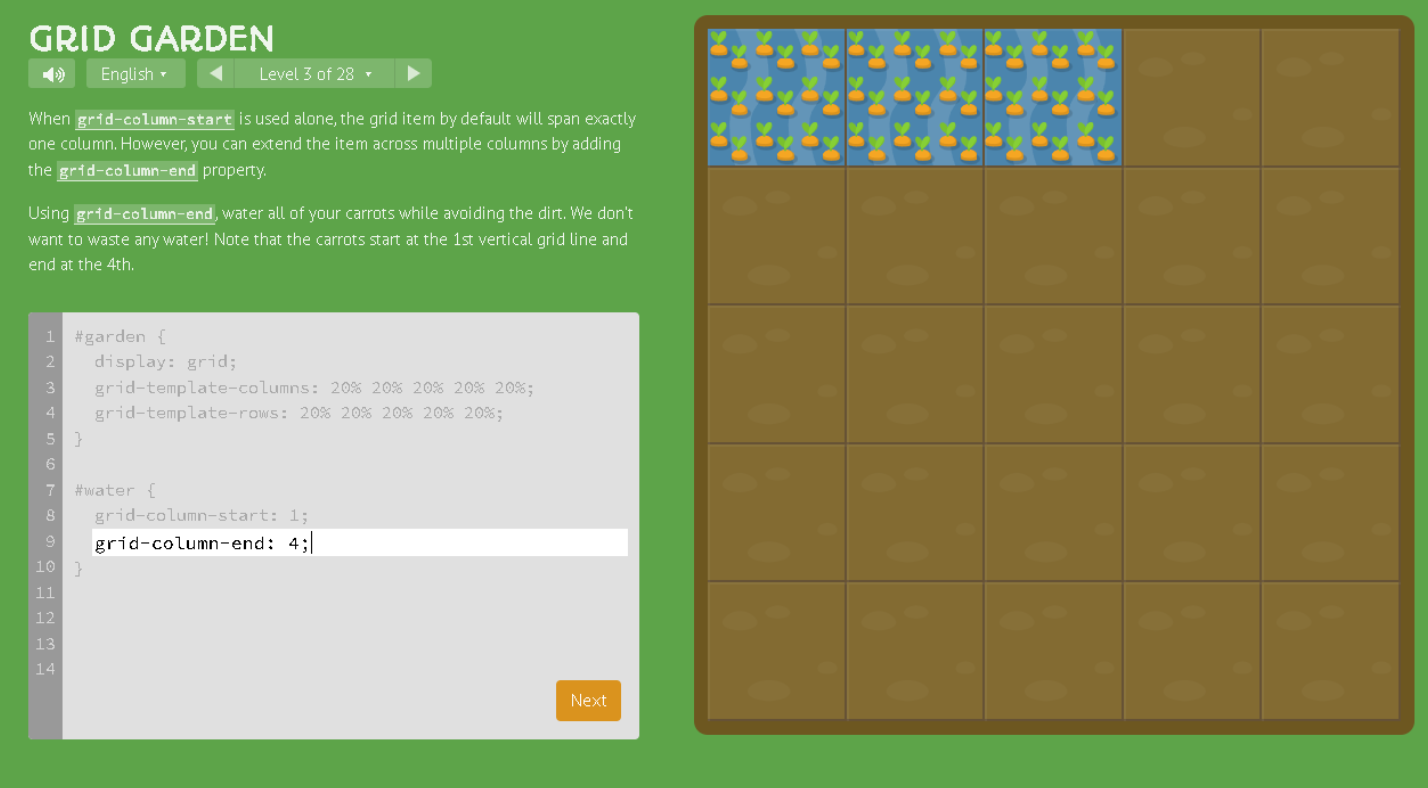 GRID GARDEN
English ▾
Level 3 of 28 ▾
When grid-column-start is used alone, the grid item by default will span exactly
one column. However, you can extend the item across multiple columns by adding
the grid-column-end property.
Using grid-column-end, water all of your carrots while avoiding the dirt. We don't
want to waste any water! Note that the carrots start at the 1st vertical grid line and
end at the 4th.
1 #garden {
2 display: grid;
3 grid-template-columns: 20% 20% 20% 20% 20%;
4 grid-template-rows: 20% 20% 20% 20% 20%;
5 }
6
7 #water {
8 grid-column-start: 1;
9 grid-column-end: 4;
10 }
11
12
13
14
Next